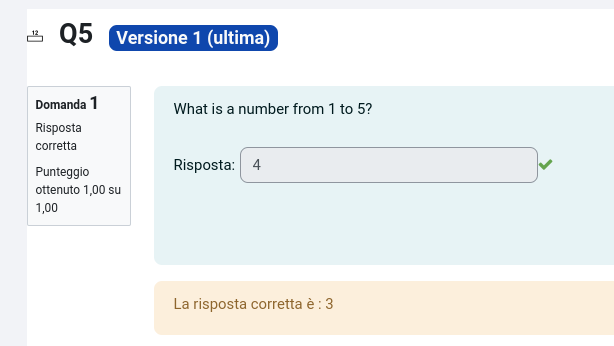 12
Q5 Versione 1 (ultima)
Domanda 1
Risposta
corretta
Punteggio
ottenuto 1,00 su
1,00
What is a number from 1 to 5?
Risposta: 4
La risposta corretta è : 3